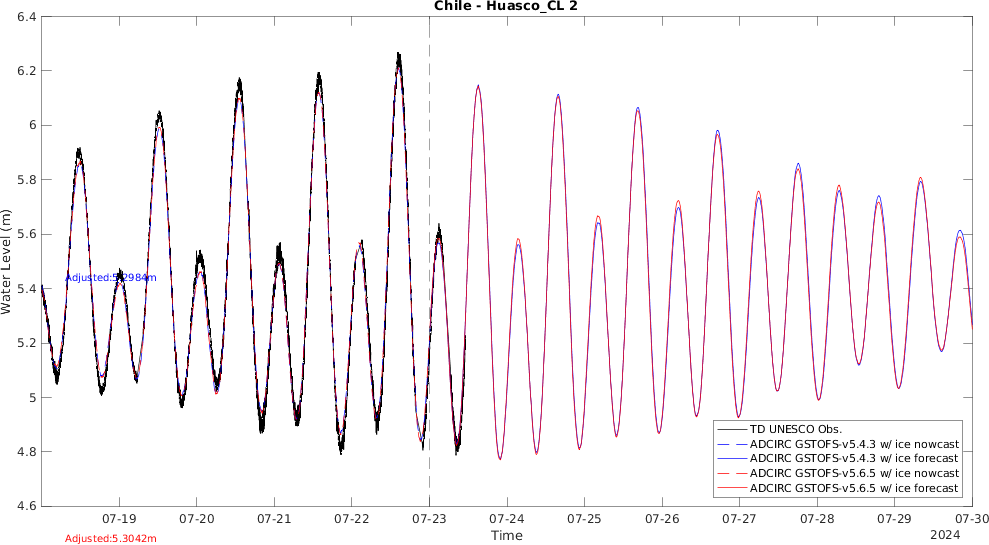 Chile - Huasco_CL 2
6.4
6.2
6
5.8
5.6
5.4
5.2
5
4.8
4.6
Water Level (m)
Adjusted:5.2984m
TD UNESCO Obs.
ADCIRC GSTOFS-v5.4.3 w/ ice nowcast
ADCIRC GSTOFS-v5.4.3 w/ ice forecast
ADCIRC GSTOFS-v5.6.5 w/ ice nowcast
ADCIRC GSTOFS-v5.6.5 w/ ice forecast
07-19 07-20 07-21 07-22 07-23 07-24 07-25 07-26 07-27 07-28 07-29 07-30
2024
Time
Adjusted:5.3042m